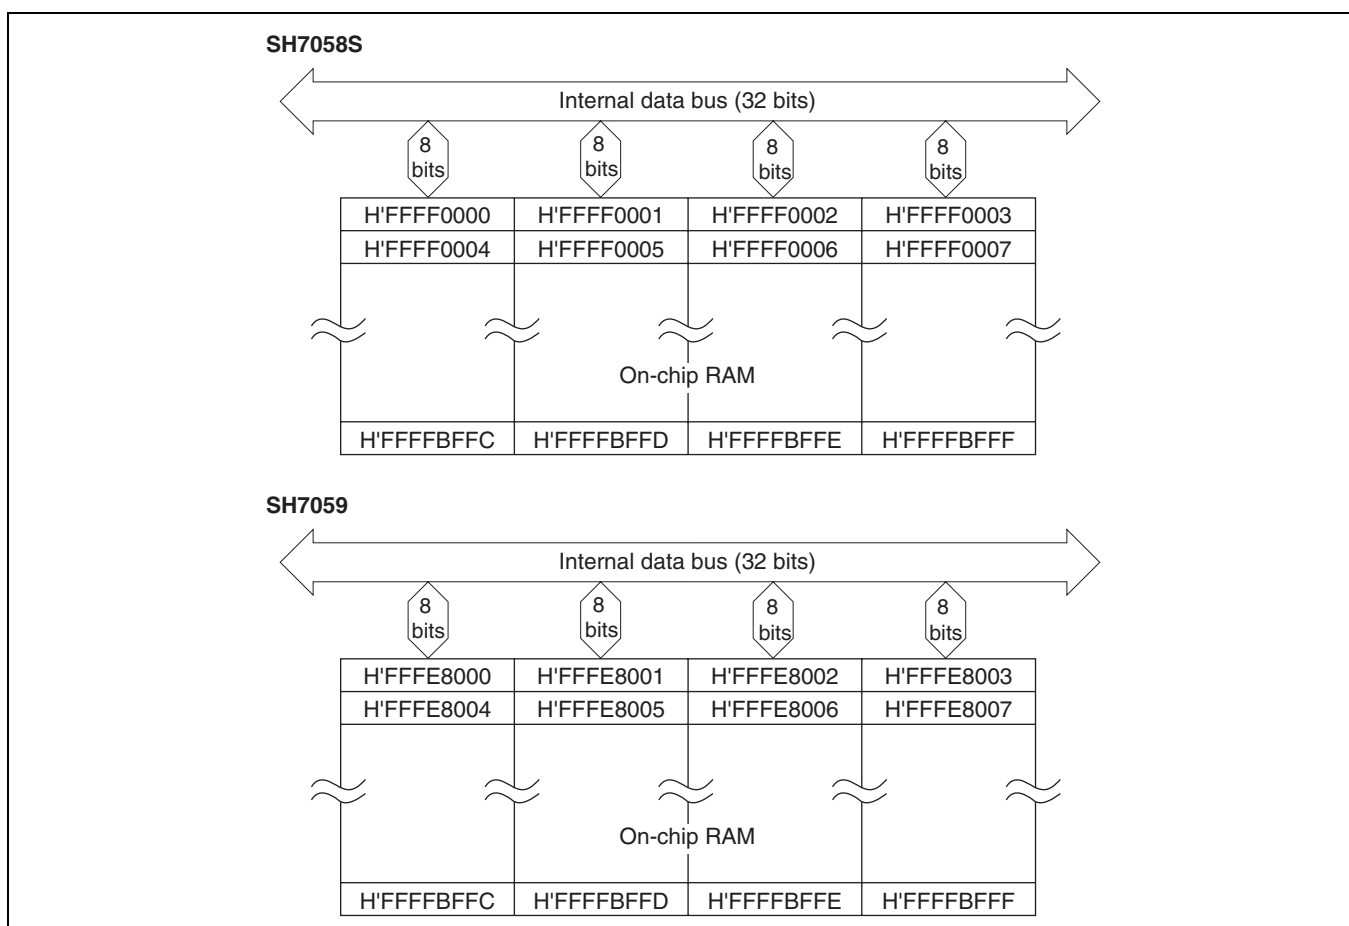 SH7058S
Internal data bus (32 bits)
8 bits 8 bits 8 bits 8 bits
H'FFFF0000 H'FFFF0001 H'FFFF0002 H'FFFF0003
H'FFFF0004 H'FFFF0005 H'FFFF0006 H'FFFF0007
On-chip RAM
H'FFFFBFFC H'FFFFBFFD H'FFFFBFFE H'FFFFBFFF
SH7059
Internal data bus (32 bits)
8 bits 8 bits 8 bits 8 bits
H'FFFE8000 H'FFFE8001 H'FFFE8002 H'FFFE8003
H'FFFE8004 H'FFFE8005 H'FFFE8006 H'FFFE8007
On-chip RAM
H'FFFFBFFC H'FFFFBFFD H'FFFFBFFE H'FFFFBFFF